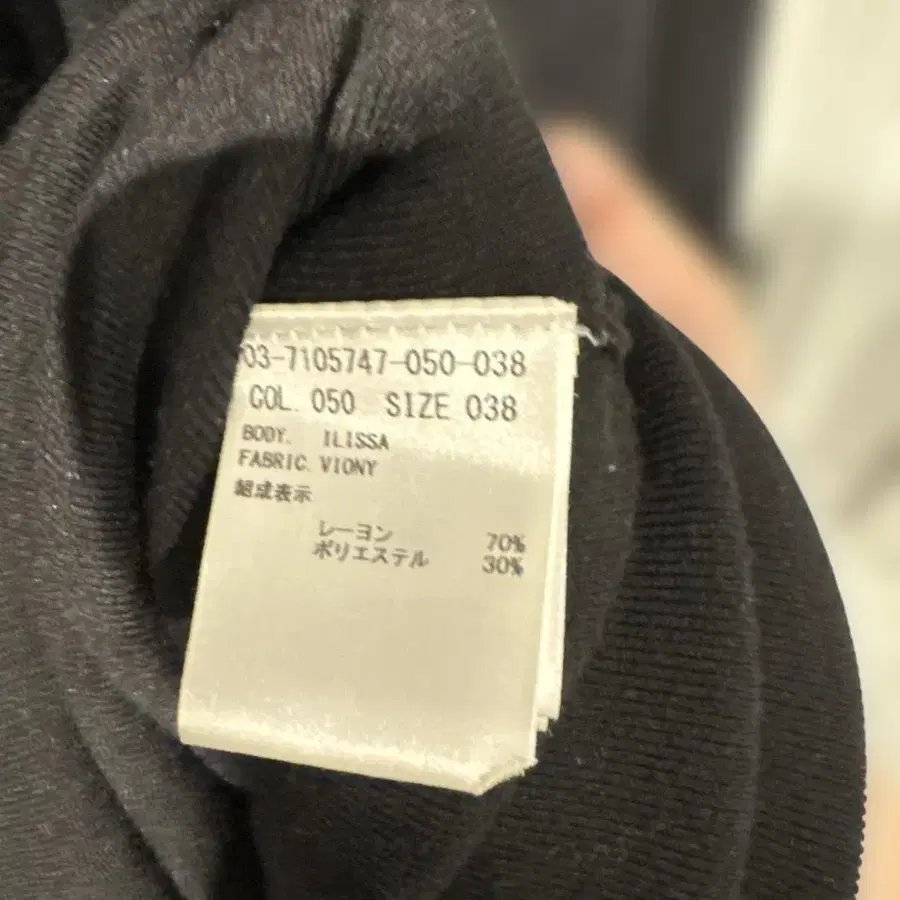 03-7105747-050-038
COL. 050 SIZE 038
BODY. ILISSA
FABRIC. VIONY
組成表示
レーヨン 70%
ポリエステル 30%